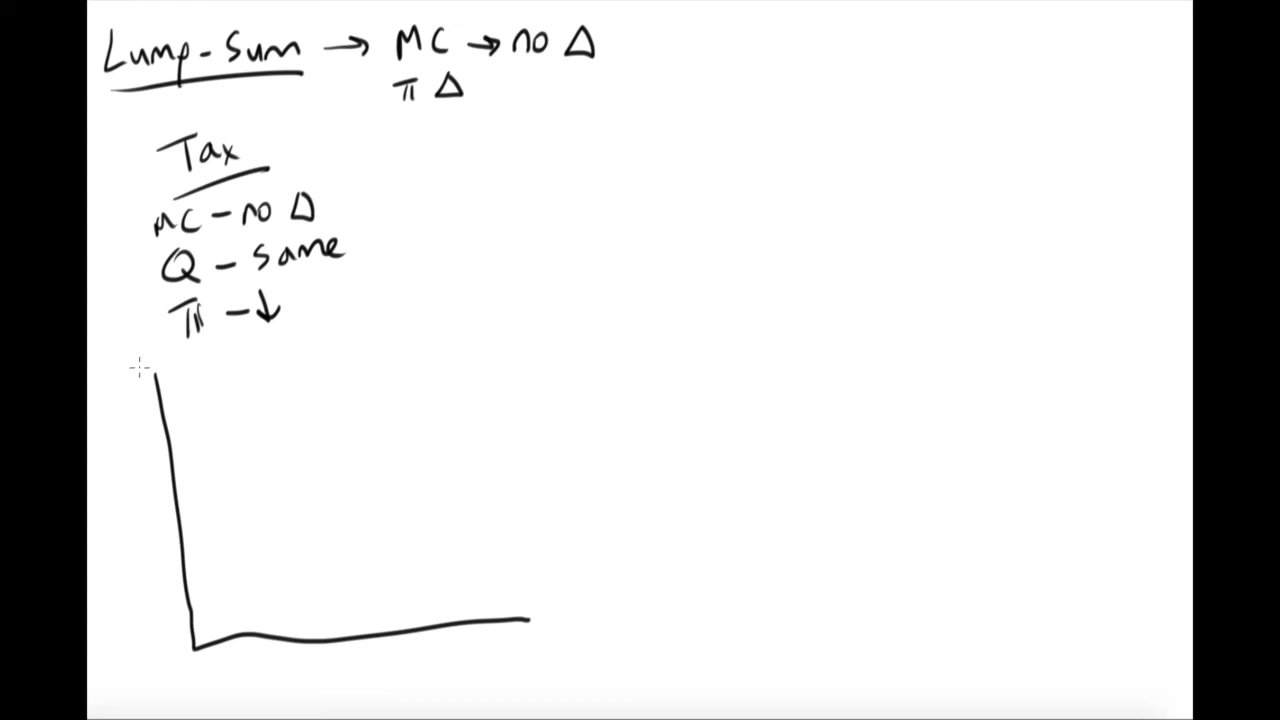 Lump-Sum → MC → no Δ
π Δ
Tax
MC - no Δ
Q - same
π - ↓